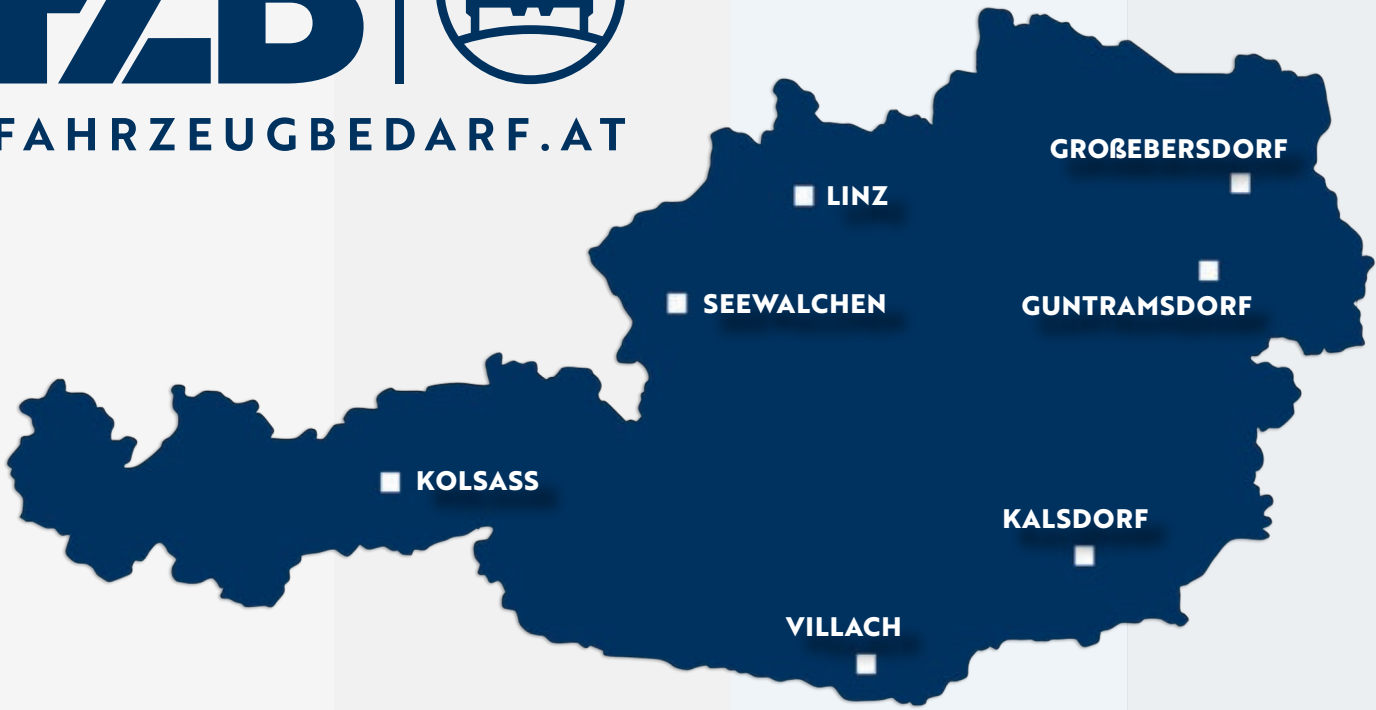 FZB
FAHRZEUGBEDARF.AT
GROßEBERSDORF
LINZ
SEEWALCHEN
GUNTRAMSDORF
KOLSASS
KALSDORF
VILLACH